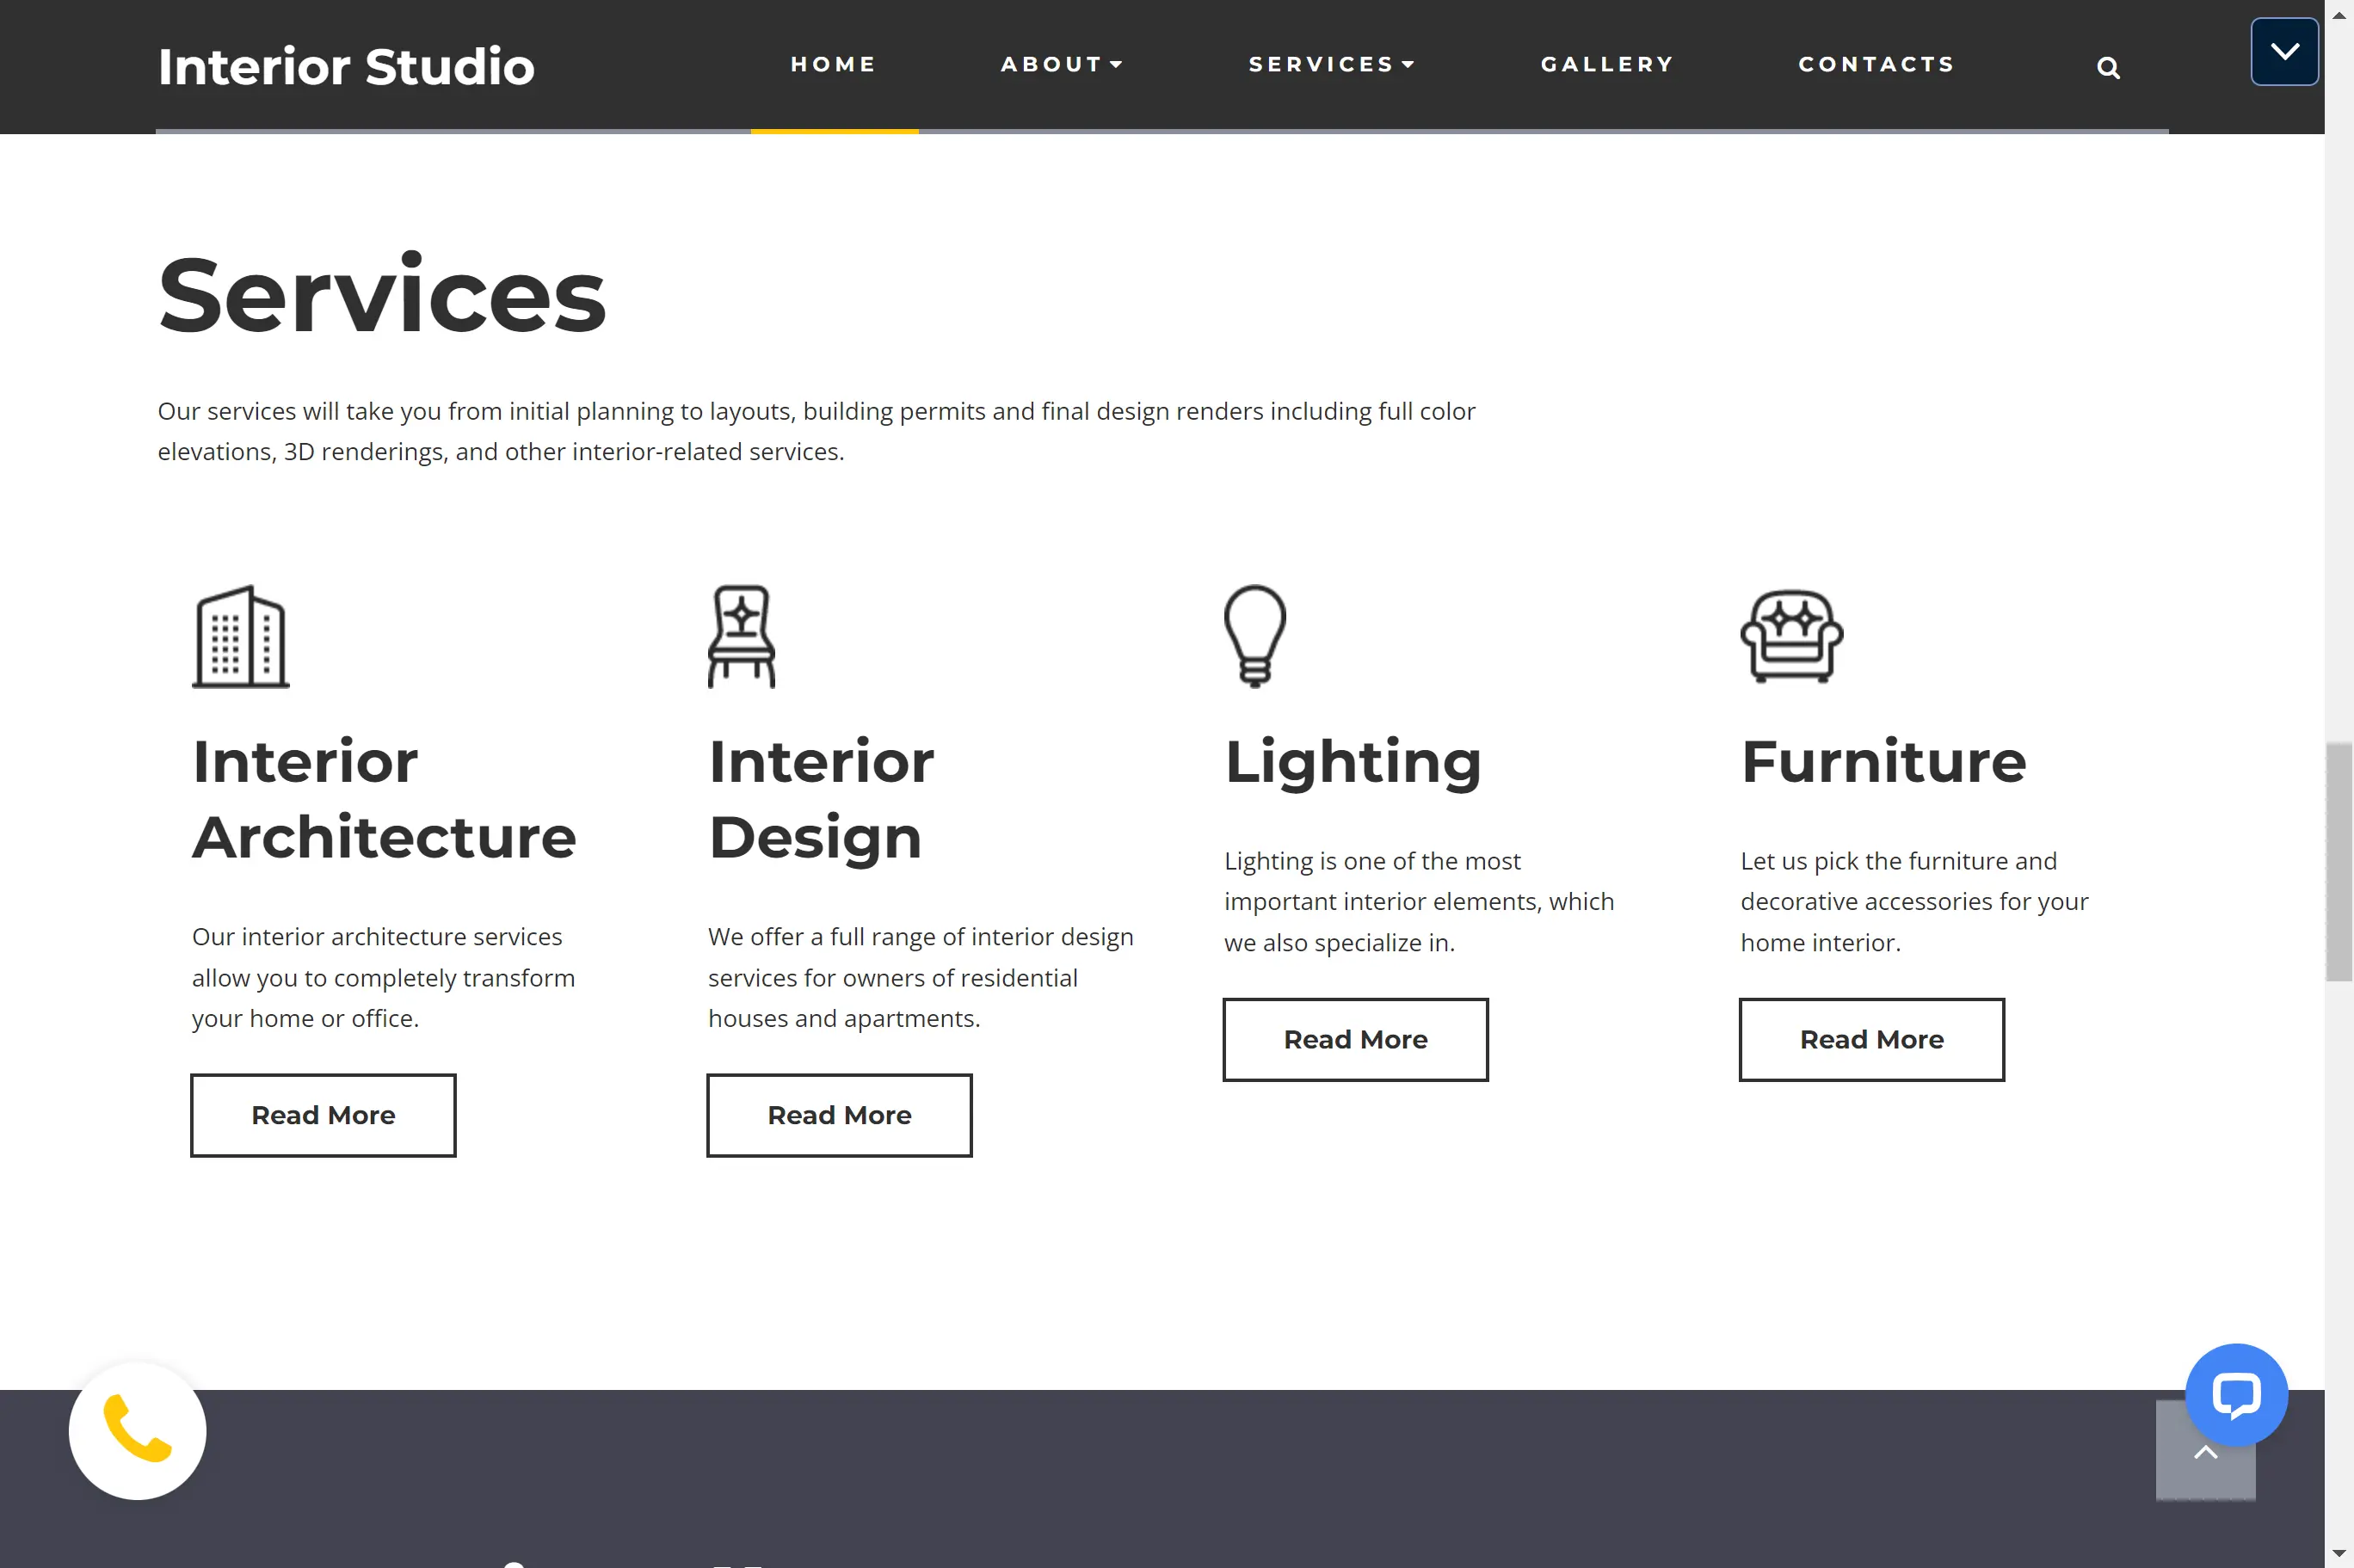 Interior Studio
HOME
ABOUT
SERVICES
GALLERY
CONTACTS
Services
Our services will take you from initial planning to layouts, building permits and final design renders including full color
elevations, 3D renderings, and other interior-related services.
Interior
Architecture
Our interior architecture services
allow you to completely transform
your home or office.
Read More
Interior
Design
We offer a full range of interior design
services for owners of residential
houses and apartments.
Read More
Lighting
Lighting is one of the most
important interior elements, which
we also specialize in.
Read More
Furniture
Let us pick the furniture and
decorative accessories for your
home interior.
Read More